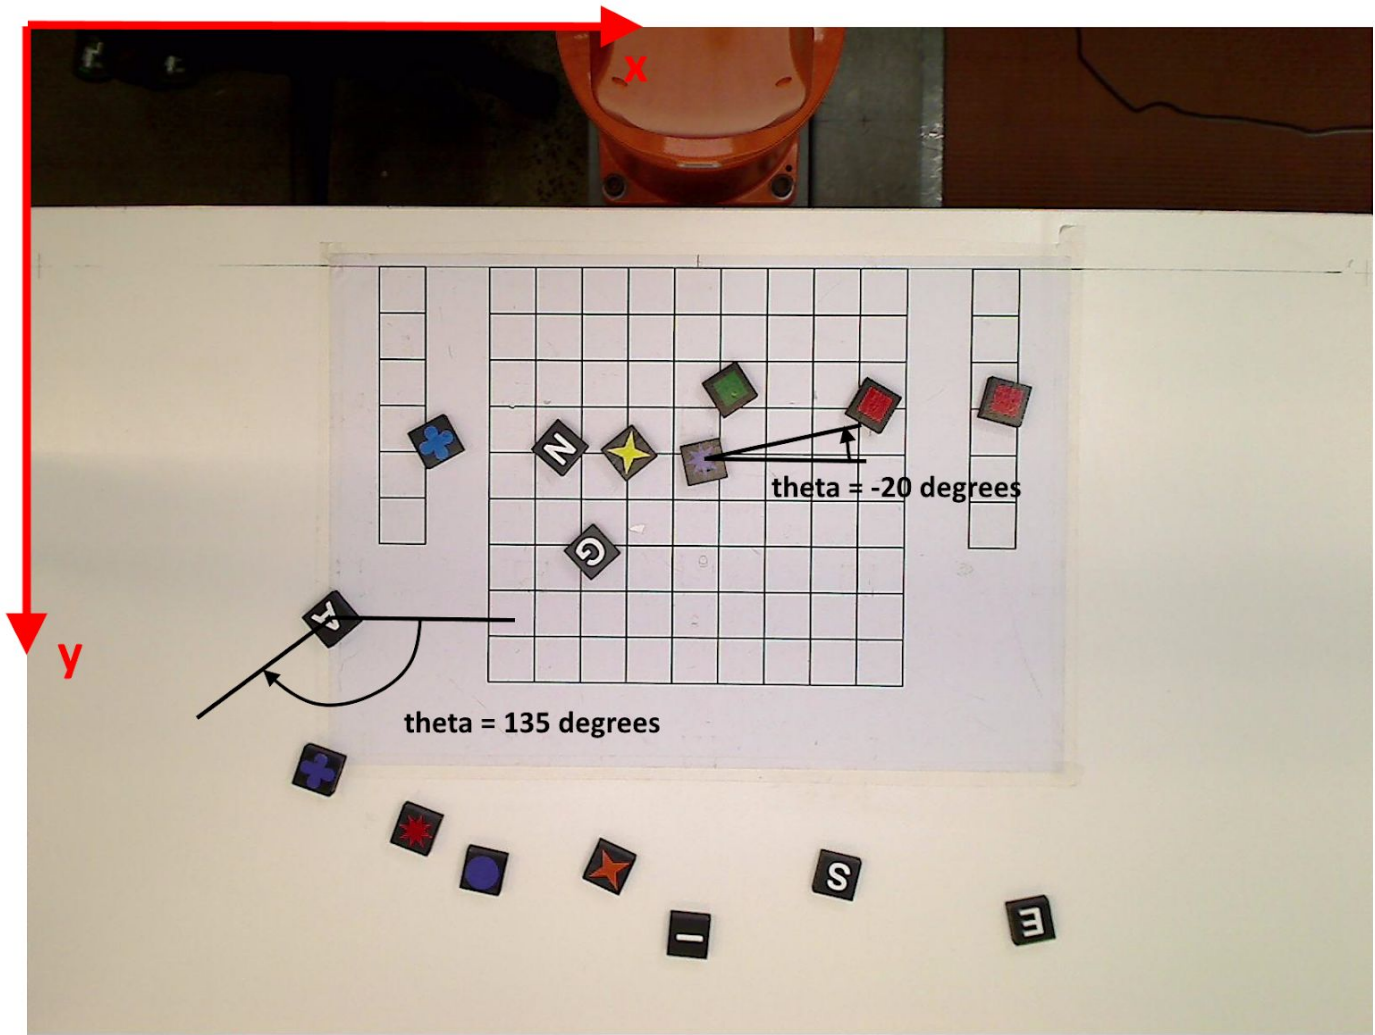 x
N
theta = -20 degrees
G
A
y
theta = 135 degrees
S
I
E